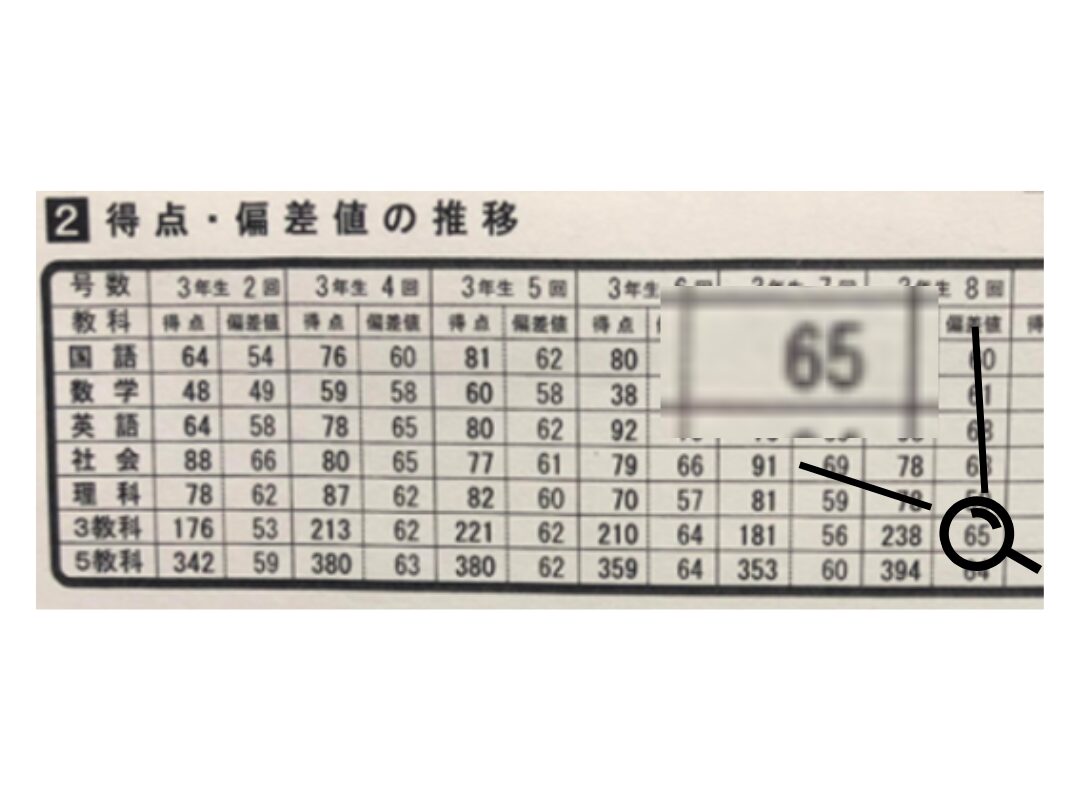 2 得点・偏差値の推移
号数 3年生 2回 3年生 4回 3年生 5回 3年生 8回
教科 得点 偏差値 得点 偏差値 得点 偏差値 得点 偏差値
国語 64 54 76 60 81 62 80
65
数学 48 49 59 58 60 58 38
英語 64 58 78 65 80 62 92
社会 88 66 80 65 77 61 79 66 91 69 78
理科 78 62 87 62 82 60 70 57 81 59 78
3教科 176 53 213 62 221 62 210 64 181 56 238 65
5教科 342 59 380 63 380 62 359 64 353 60 394 64